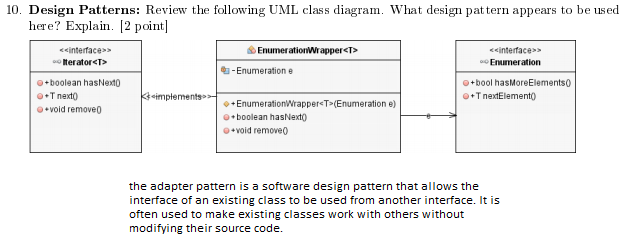 10. Design Patterns: Review the following UML class diagram. What design pattern appears to be used
here? Explain. [2 point]
<<interface>>
Iterator<T>
+boolean hasNext()
+T next()
+void remove()
<<implements>>
EnumerationWrapper<T>
-Enumeration e
+EnumerationWrapper<T>(Enumeration e)
+boolean hasNext()
+void remove()
e
<<interface>>
Enumeration
+bool hasMoreElements()
+T nextElement()
the adapter pattern is a software design pattern that allows the
interface of an existing class to be used from another interface. It is
often used to make existing classes work with others without
modifying their source code.